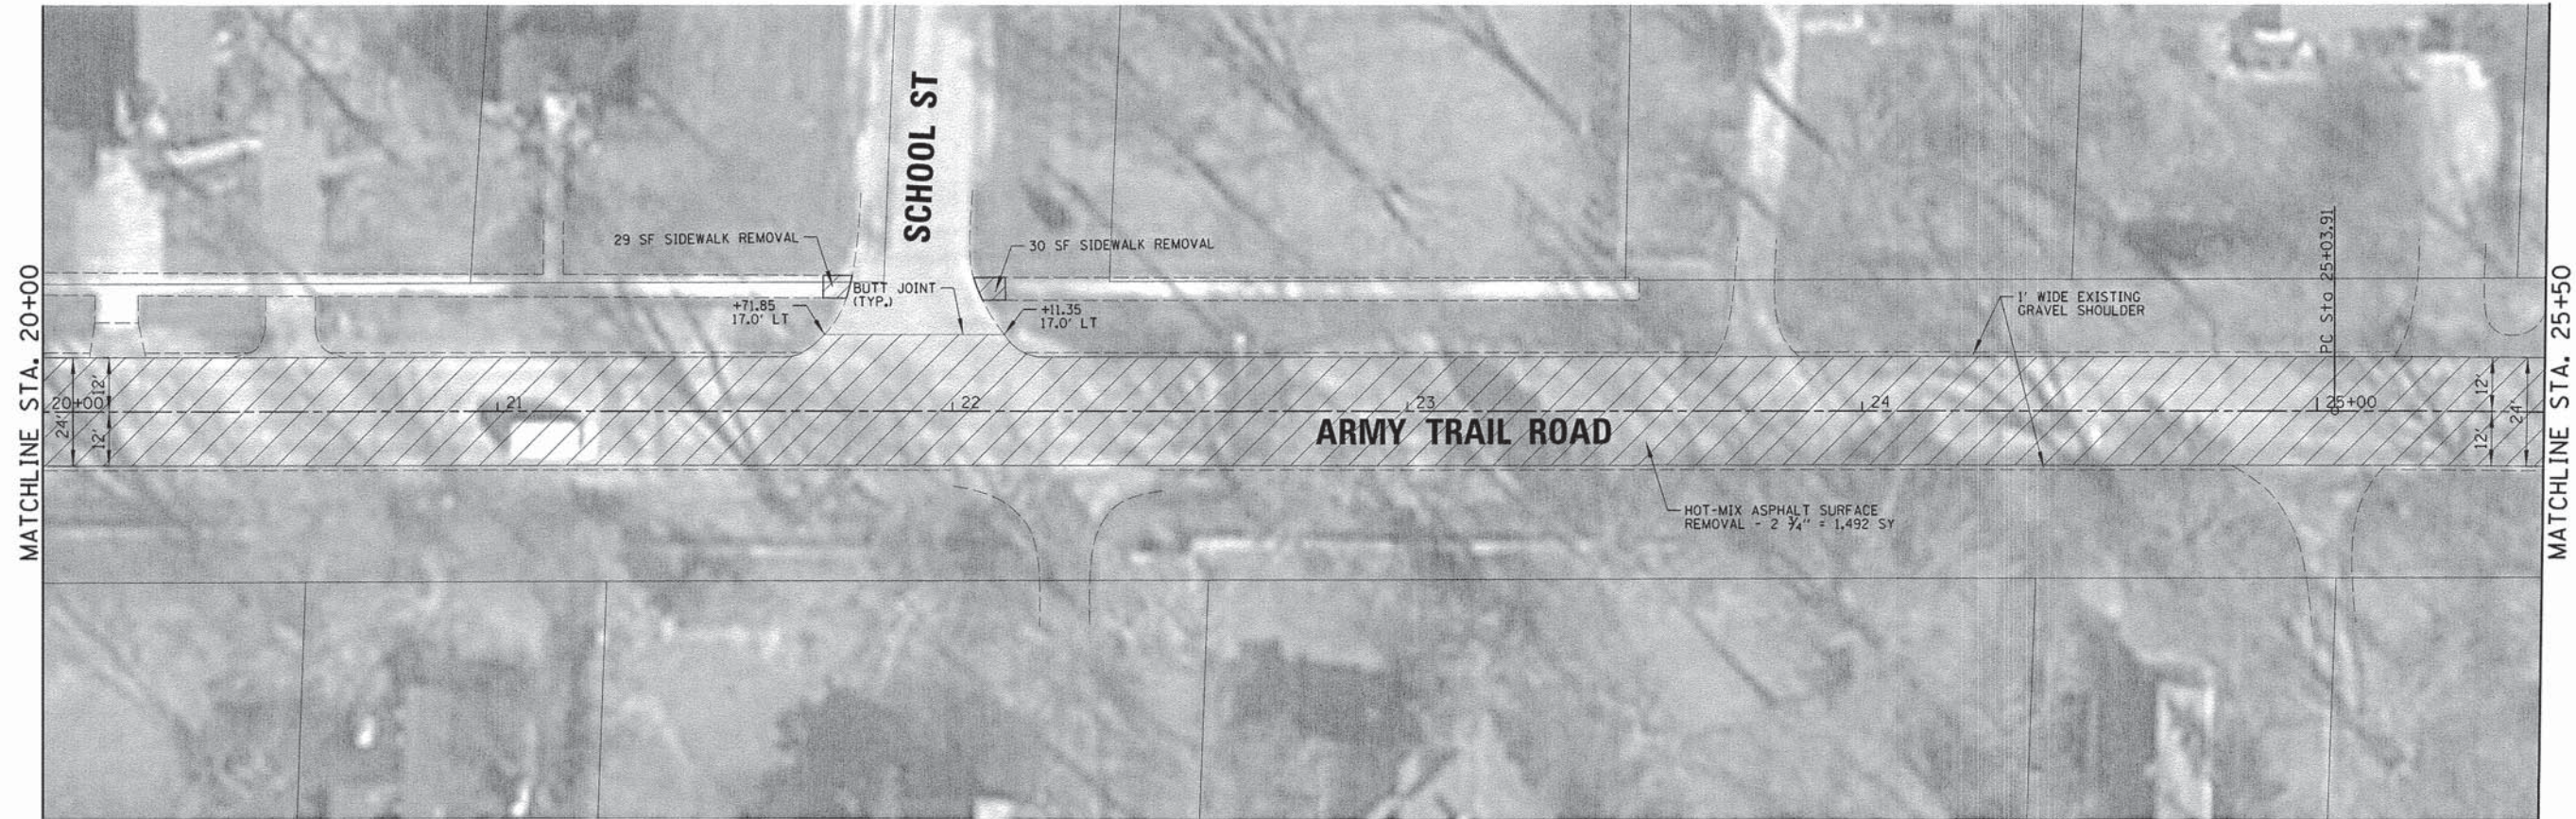 SCHOOL ST
29 SF SIDEWALK REMOVAL
30 SF SIDEWALK REMOVAL
BUTT JOINT
(TYP.)
+71.85
17.0' LT
+11.35
17.0' LT
1' WIDE EXISTING
GRAVEL SHOULDER
PC Sta 25+03.91
MATCHLINE STA. 20+00
MATCHLINE STA. 25+50
20+00
21
22
23
24
25+00
12'
12'
24'
12'
12'
24'
ARMY TRAIL ROAD
HOT-MIX ASPHALT SURFACE
REMOVAL - 2 ¾" = 1,492 SY